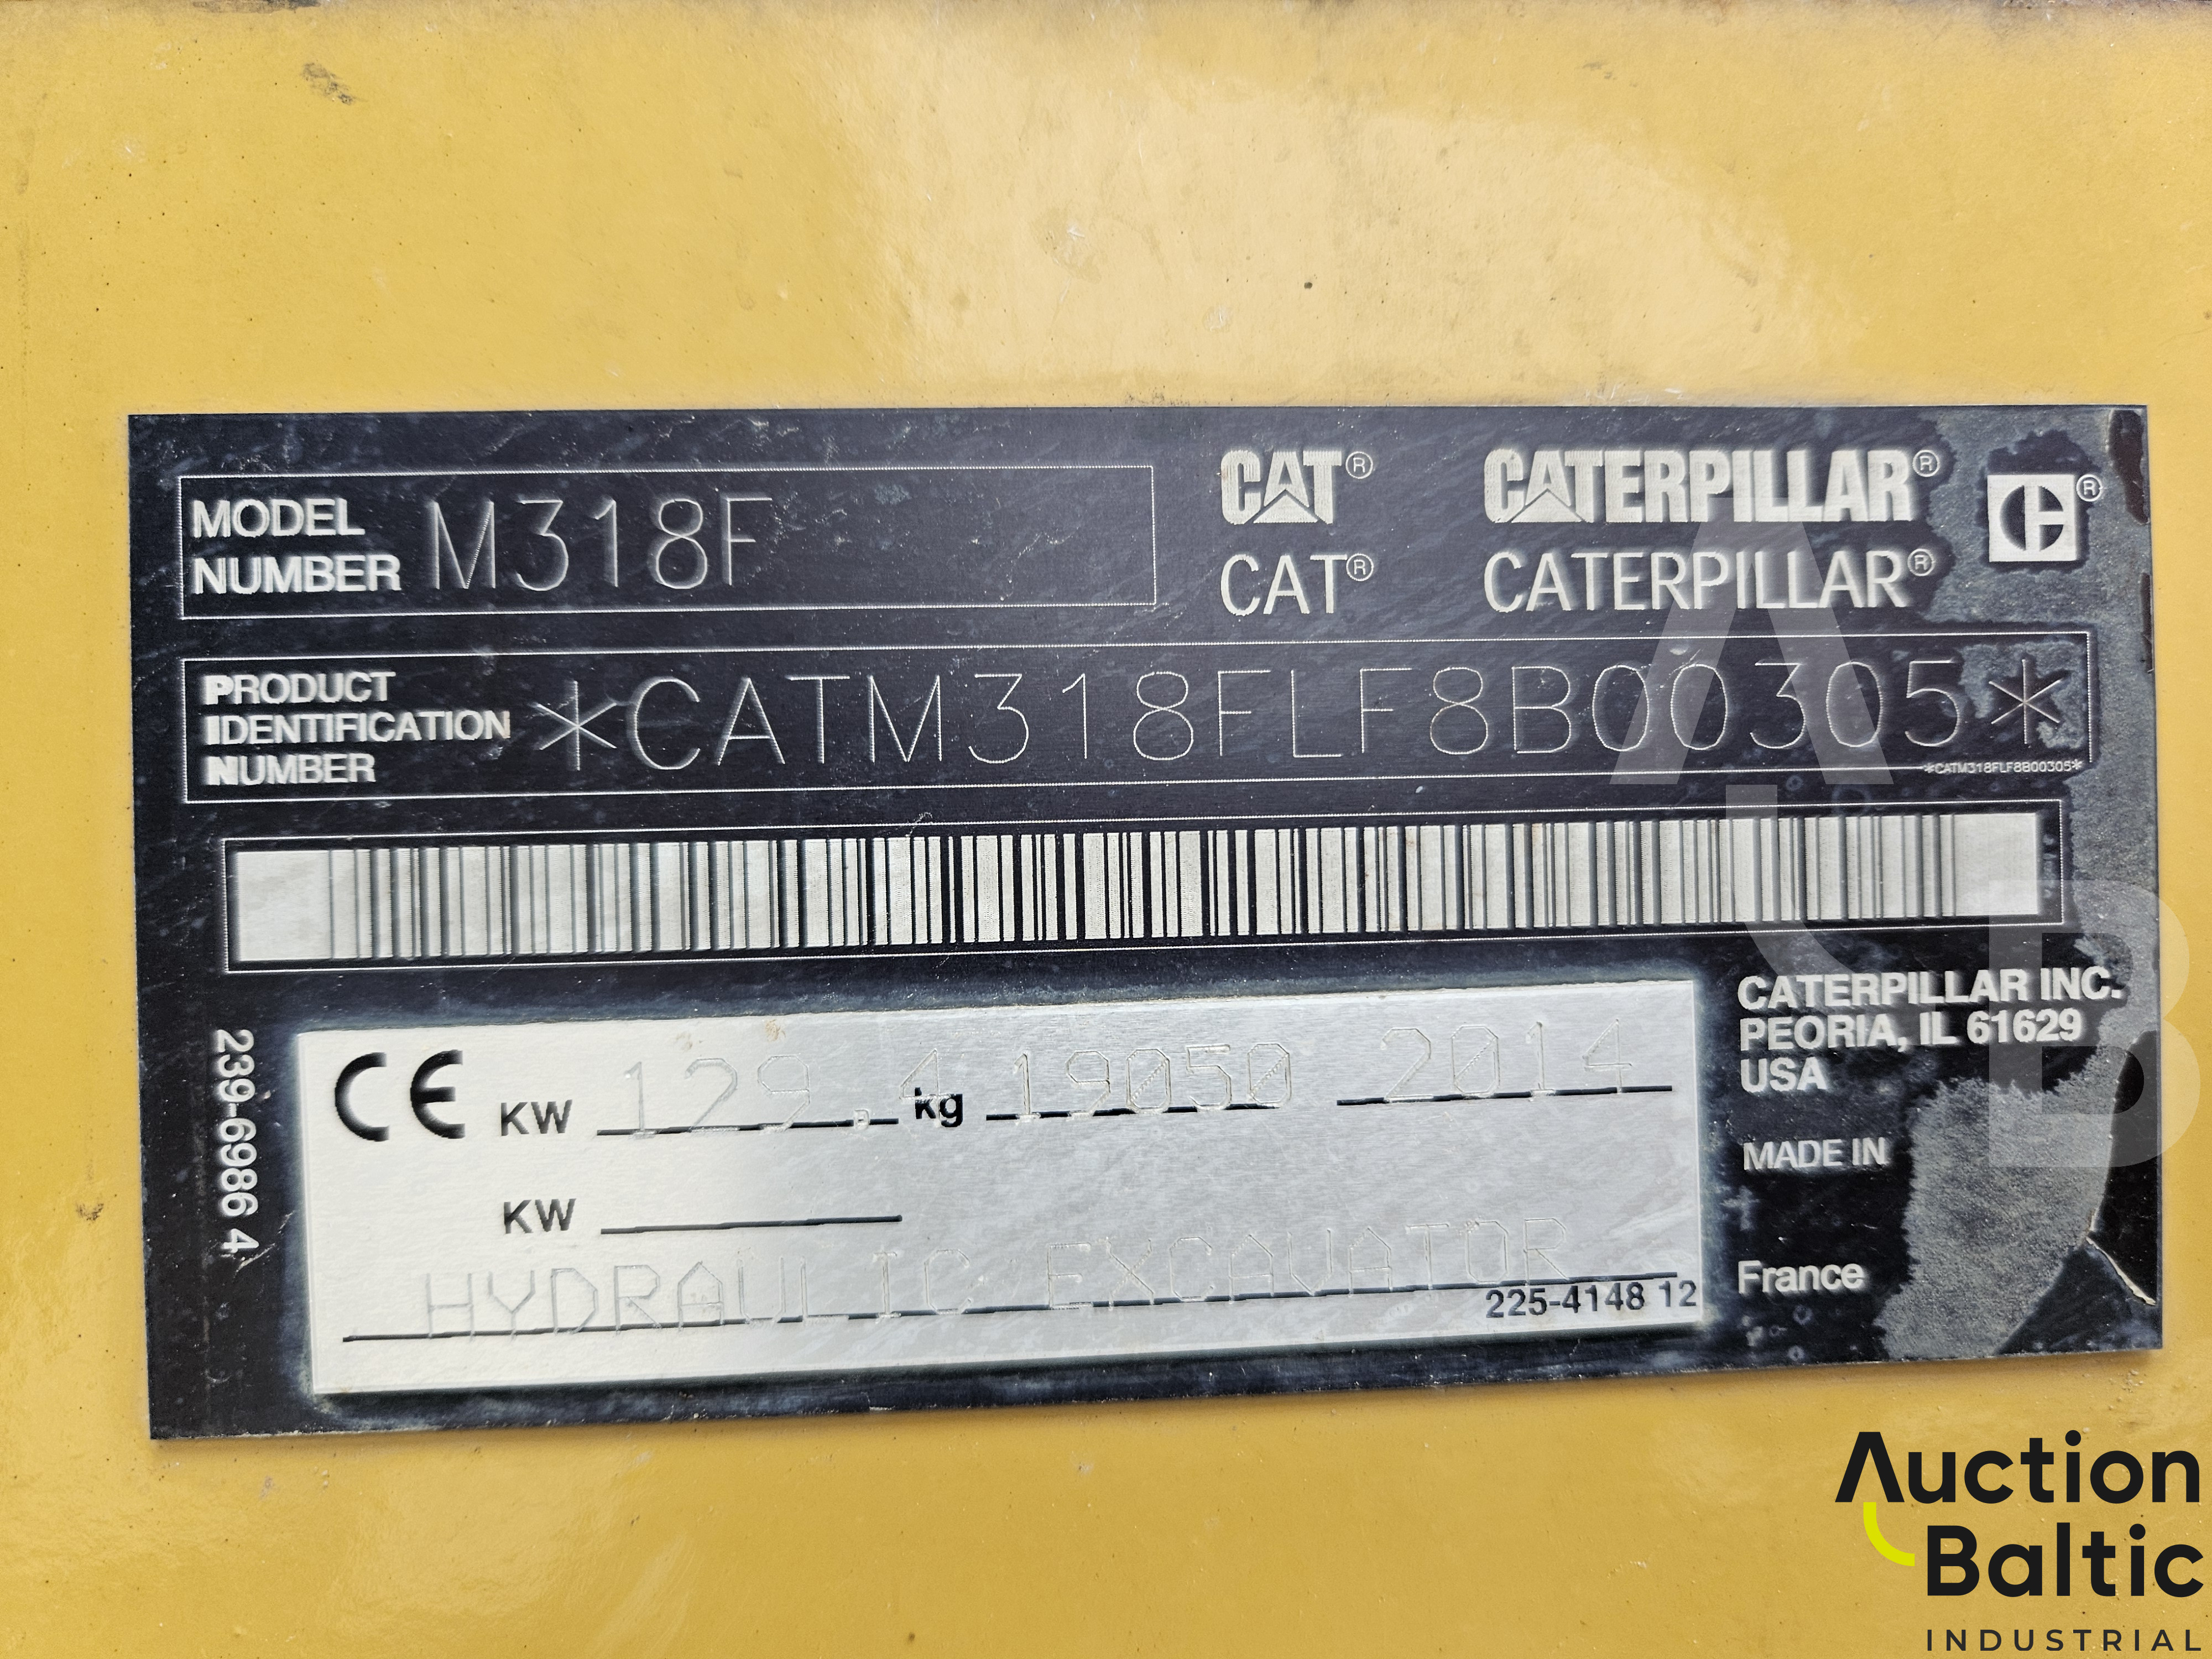 MODEL NUMBER M318F
CAT® CATERPILLAR®
CAT® CATERPILLAR®
PRODUCT IDENTIFICATION NUMBER *CATM318FLF8B00305*
*CATM318FLF8B00305*
239-6986 4
CE KW 129.4 kg 19050 2014
KW
HYDRAULIC EXCAVATOR
225-4148 12
CATERPILLAR INC.
PEORIA, IL 61629
USA
MADE IN
France
Auction
Baltic
INDUSTRIAL